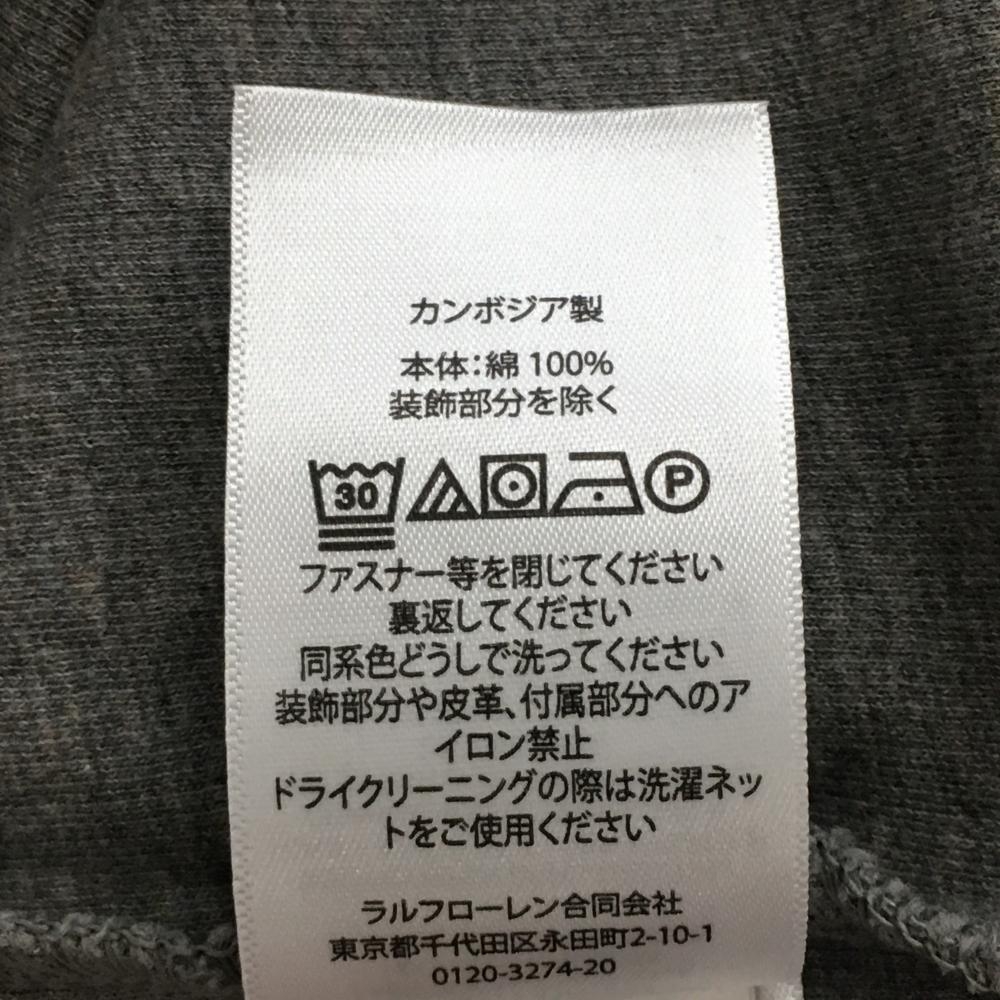 カンボジア製
本体:綿 100%
装飾部分を除く
30 P
ファスナー等を閉じてください
裏返してください
同系色どうしで洗ってください
装飾部分や皮革、付属部分へのア
イロン禁止
ドライクリーニングの際は洗濯ネッ
トをご使用ください
ラルフローレン合同会社
東京都千代田区永田町2-10-1
0120-3274-20